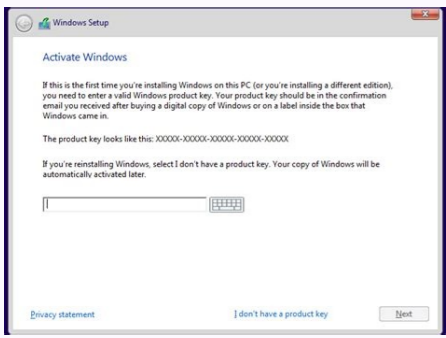 Windows Setup
Activate Windows
If this is the first time you're installing Windows on this PC (or you're installing a different edition),
you need to enter a valid Windows product key. Your product key should be in the confirmation
email you received after buying a digital copy of Windows or on a label inside the box that
Windows came in.
The product key looks like this: XXXXX-XXXXX-XXXXX-XXXXX-XXXXX
If you're reinstalling Windows, select I don't have a product key. Your copy of Windows will be
automatically activated later.
Privacy statement
I don't have a product key
Next